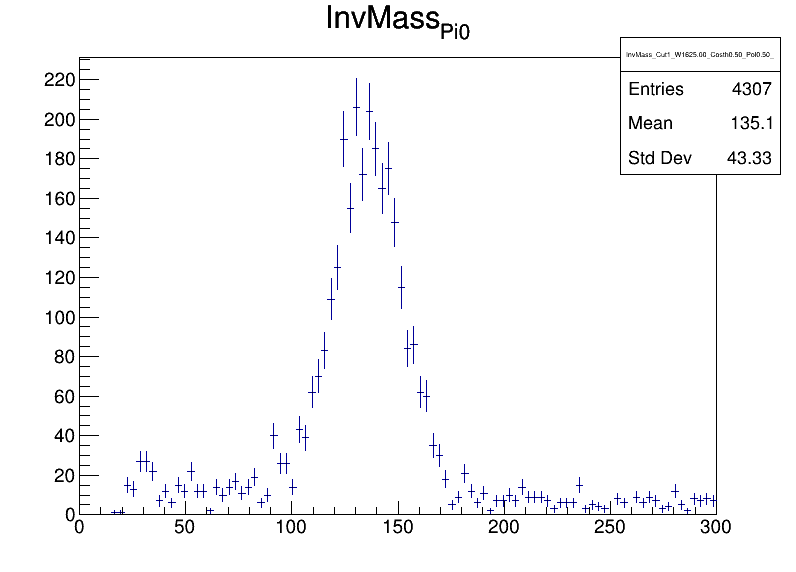 InvMass_Pi0
InvMass_Cut1_W1625.00_Costh0.50_Pol0.50_
Entries 4307
Mean 135.1
Std Dev 43.33
220
200
180
160
140
120
100
80
60
40
20
0
0 50 100 150 200 250 300